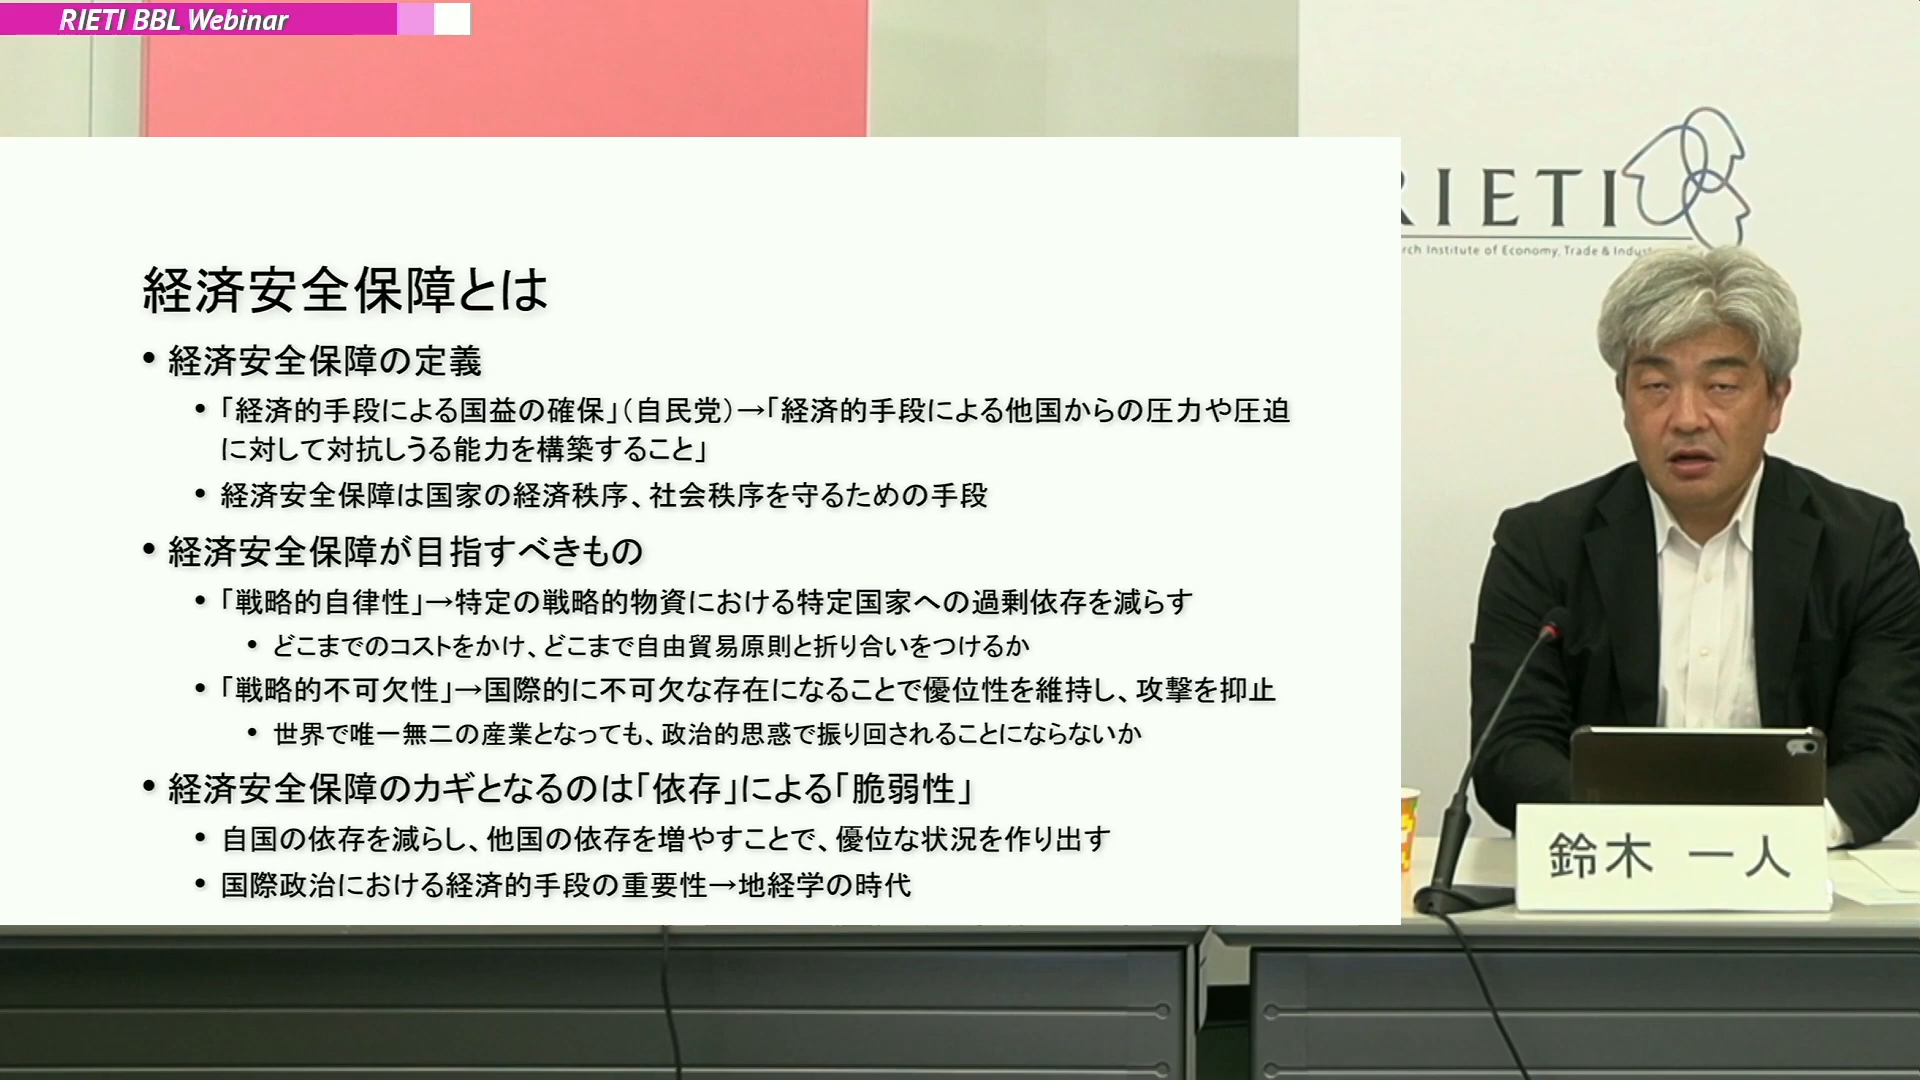 RIETI BBL Webinar
RIETI
rch Institute of Economy, Trade & Indus
経済安全保障とは
• 経済安全保障の定義
• 「経済的手段による国益の確保」（自民党）→「経済的手段による他国からの圧力や圧迫
に対して対抗しうる能力を構築すること」
• 経済安全保障は国家の経済秩序、社会秩序を守るための手段
• 経済安全保障が目指すべきもの
• 「戦略的自律性」→特定の戦略的物資における特定国家への過剰依存を減らす
• どこまでのコストをかけ、どこまで自由貿易原則と折り合いをつけるか
• 「戦略的不可欠性」→国際的に不可欠な存在になることで優位性を維持し、攻撃を抑止
• 世界で唯一無二の産業となっても、政治的思惑で振り回されることにならないか
• 経済安全保障のカギとなるのは「依存」による「脆弱性」
• 自国の依存を減らし、他国の依存を増やすことで、優位な状況を作り出す
• 国際政治における経済的手段の重要性→地経学の時代
鈴木 一人